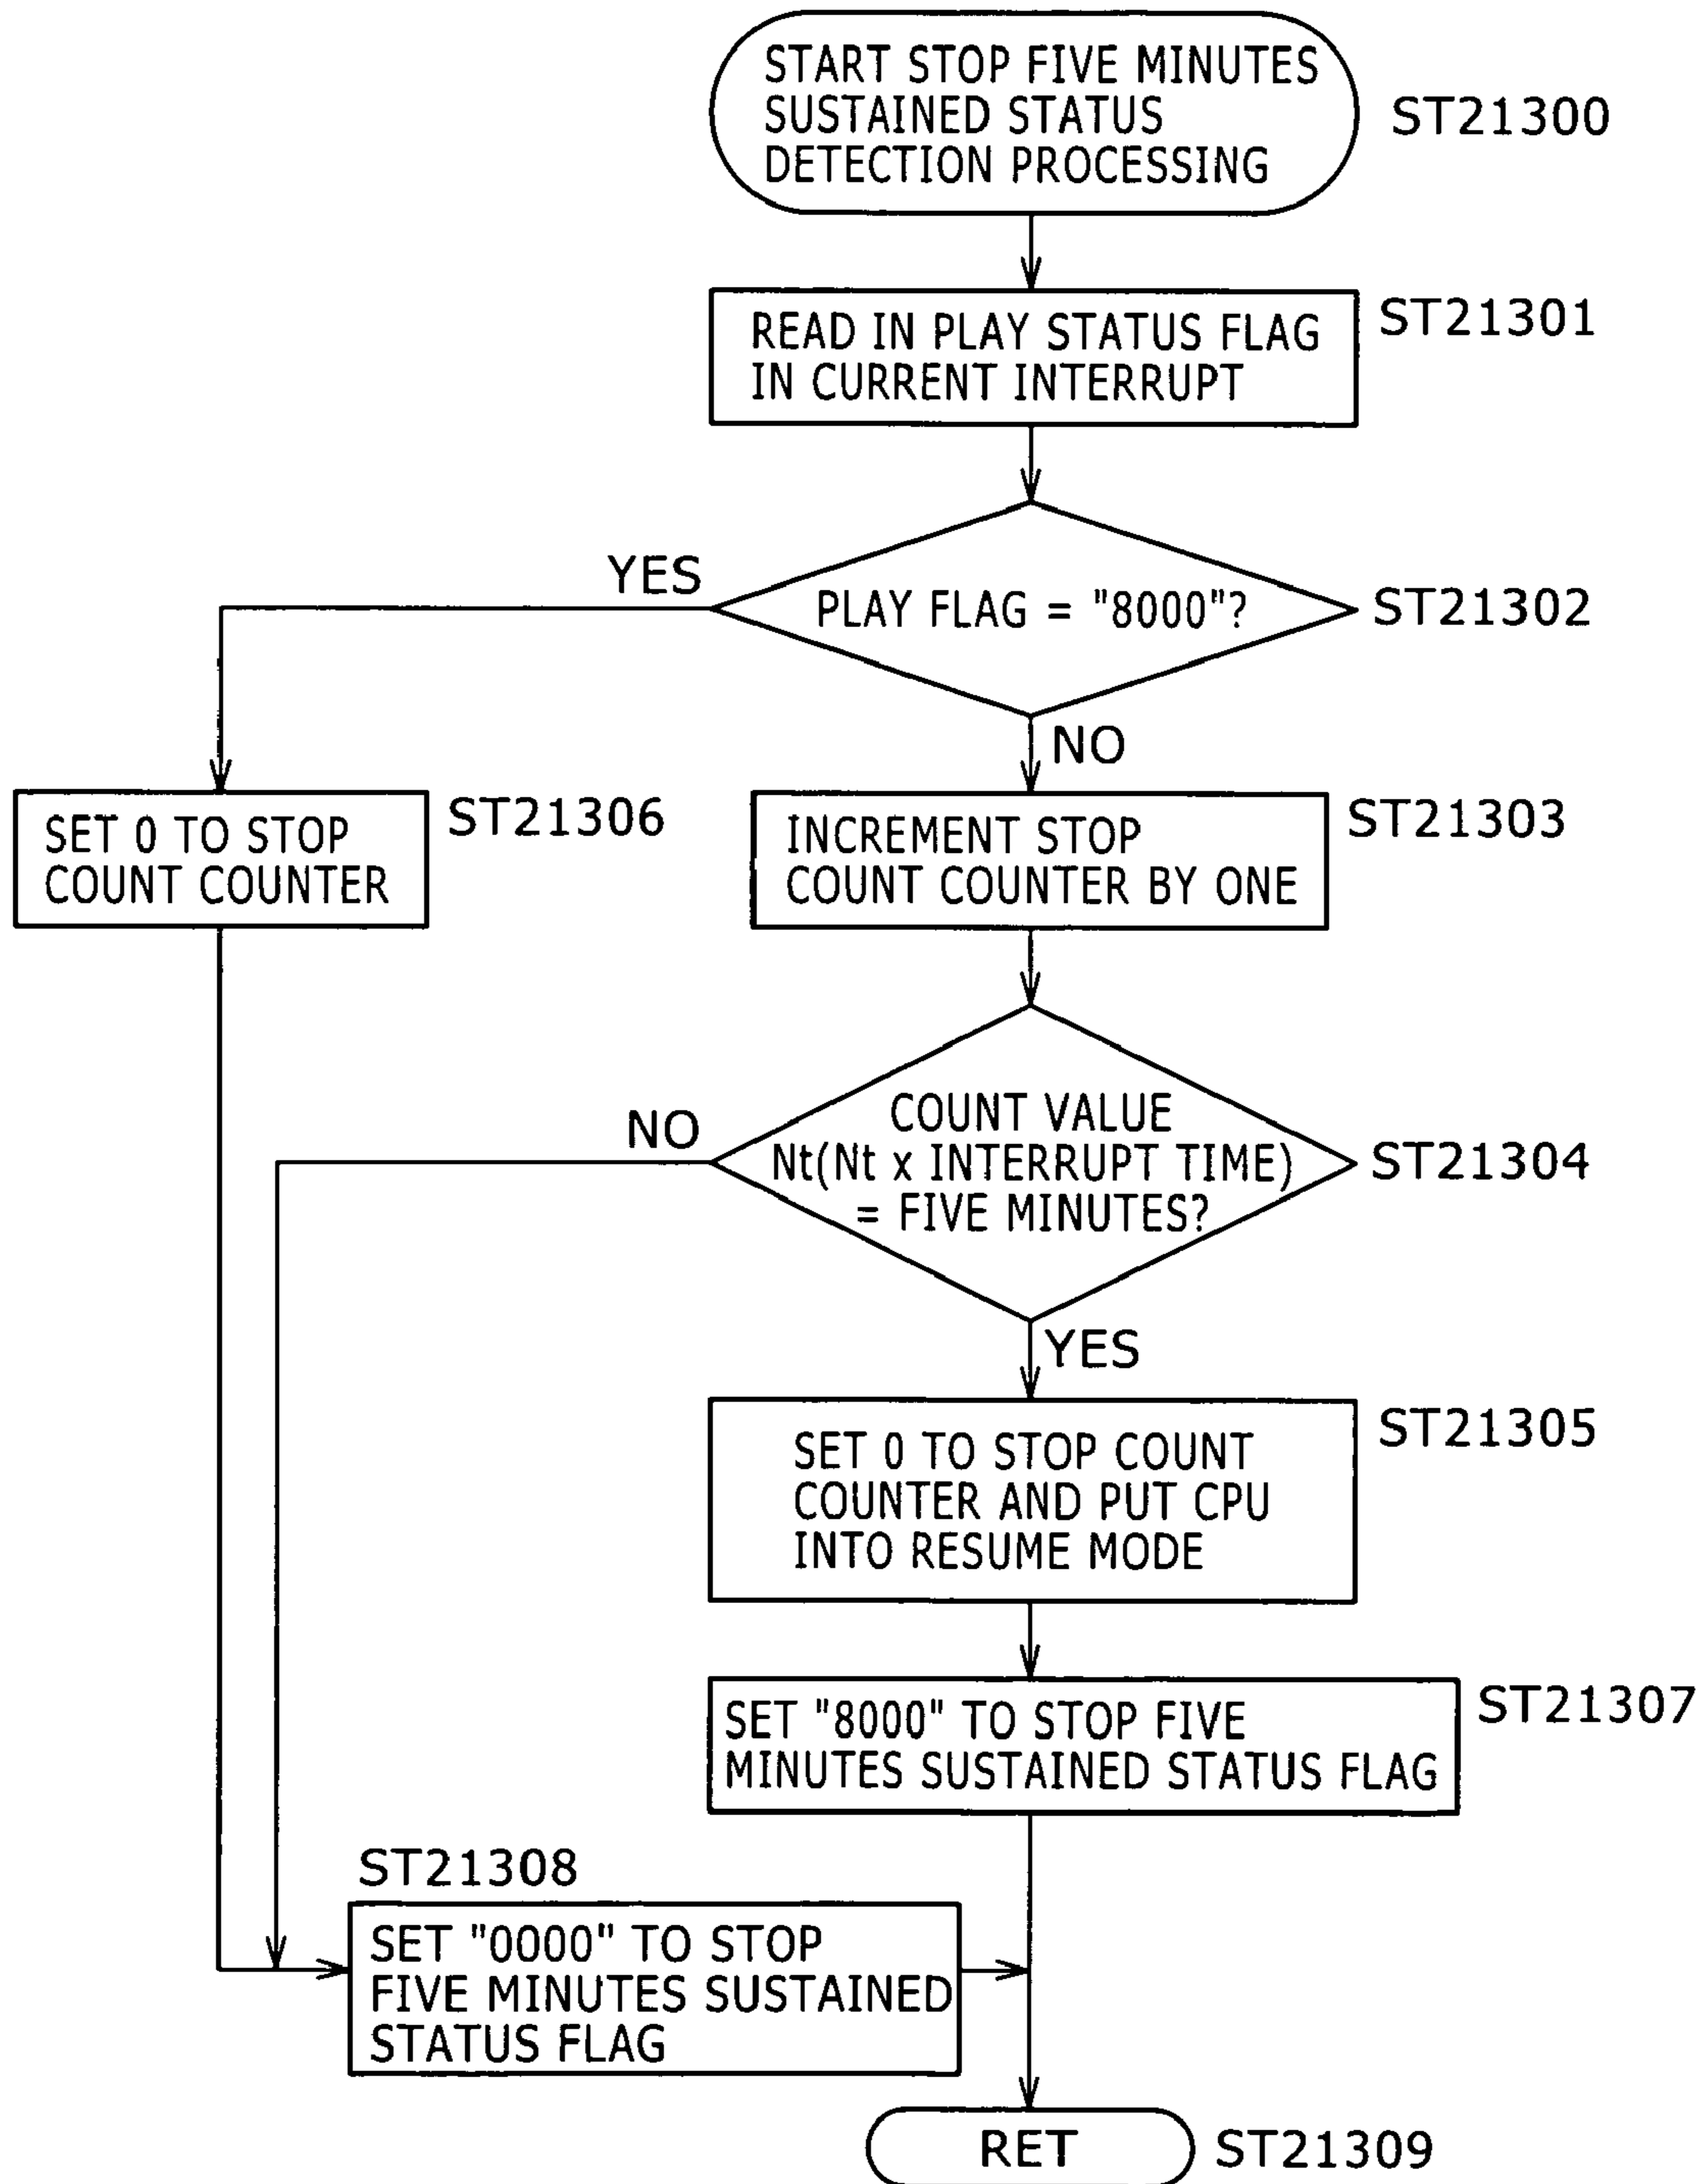 START STOP FIVE MINUTES
SUSTAINED STATUS
DETECTION PROCESSING
ST21300
READ IN PLAY STATUS FLAG
IN CURRENT INTERRUPT
ST21301
YES
PLAY FLAG = "8000"?
ST21302
NO
SET 0 TO STOP
COUNT COUNTER
ST21306
INCREMENT STOP
COUNT COUNTER BY ONE
ST21303
NO
COUNT VALUE
Nt(Nt x INTERRUPT TIME)
= FIVE MINUTES?
ST21304
YES
SET 0 TO STOP COUNT
COUNTER AND PUT CPU
INTO RESUME MODE
ST21305
SET "8000" TO STOP FIVE
MINUTES SUSTAINED STATUS FLAG
ST21307
ST21308
SET "0000" TO STOP
FIVE MINUTES SUSTAINED
STATUS FLAG
RET
ST21309